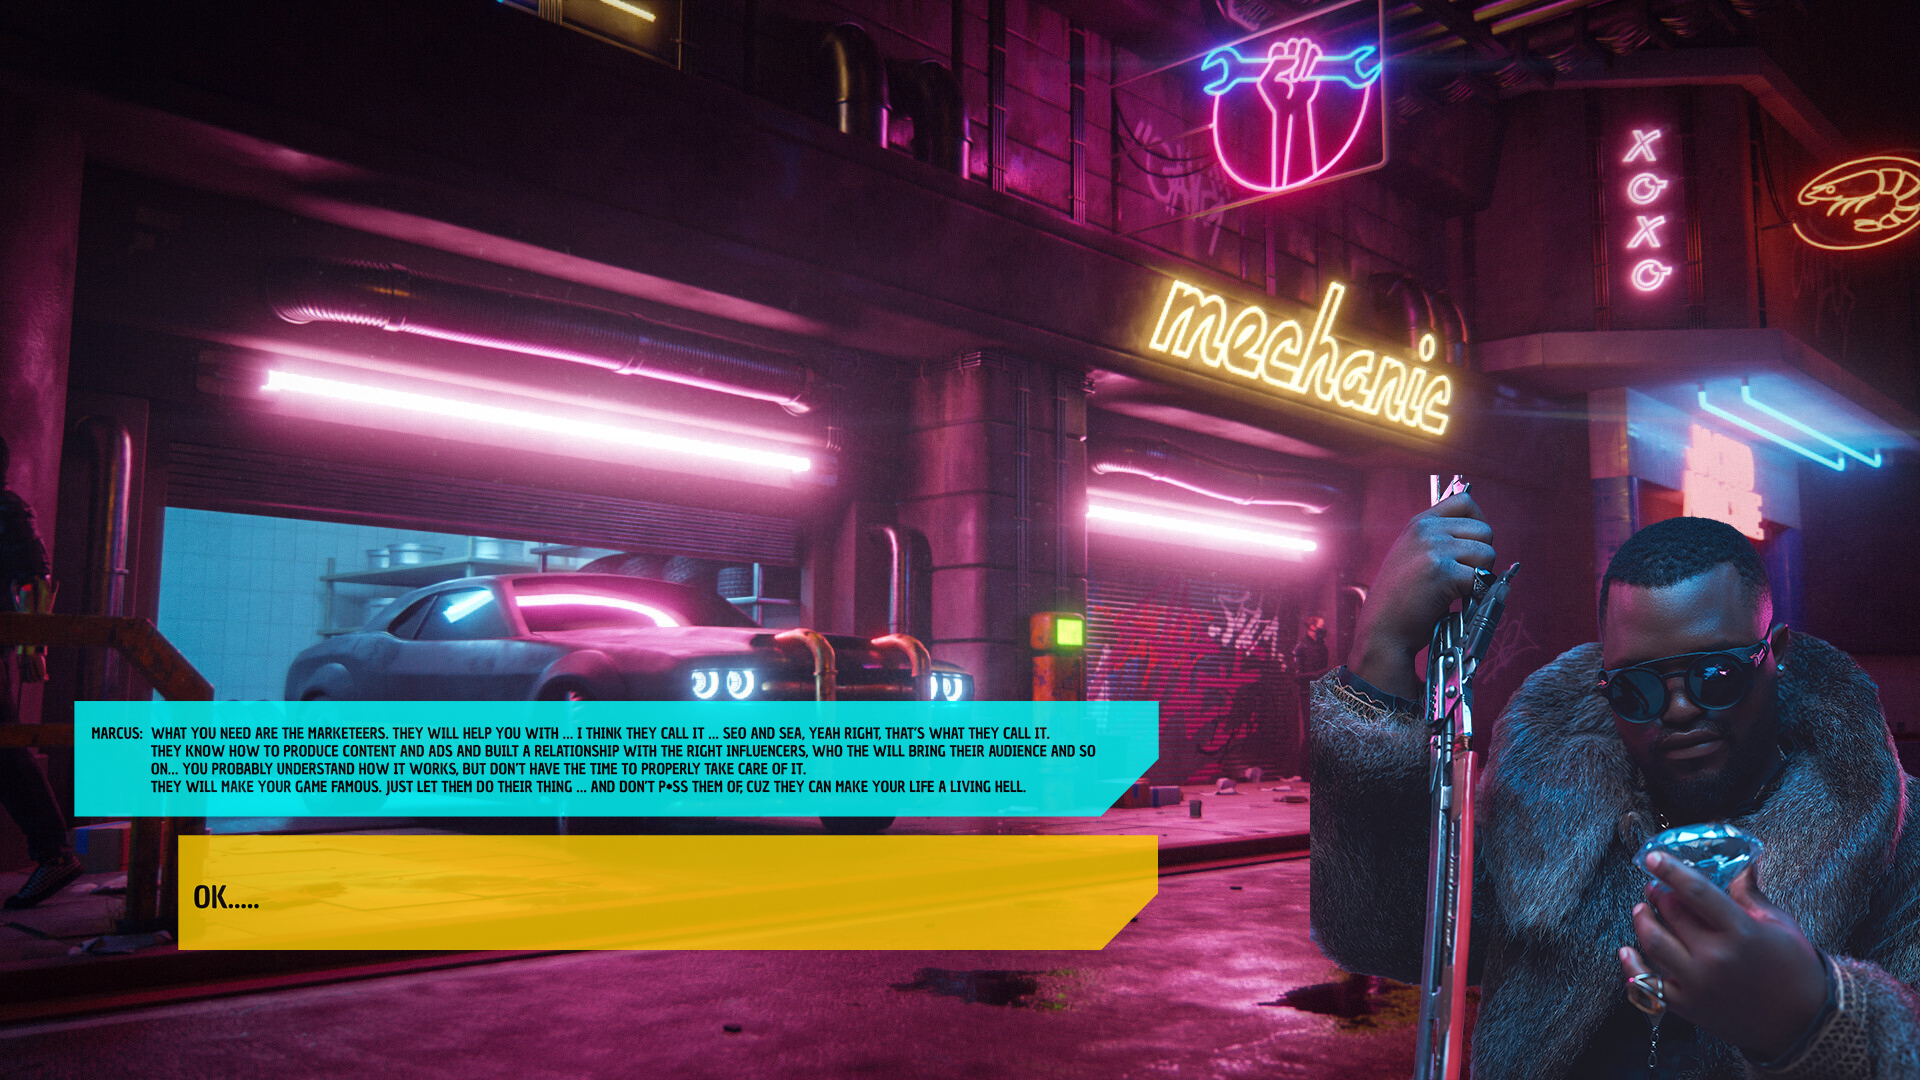 XOXO
mechanic
MARCUS: WHAT YOU NEED ARE THE MARKETEERS. THEY WILL HELP YOU WITH ... I THINK THEY CALL IT ... SEO AND SEA, YEAH RIGHT, THAT'S WHAT THEY CALL IT.
THEY KNOW HOW TO PRODUCE CONTENT AND ADS AND BUILT A RELATIONSHIP WITH THE RIGHT INFLUENCERS, WHO THE WILL BRING THEIR AUDIENCE AND SO
ON... YOU PROBABLY UNDERSTAND HOW IT WORKS, BUT DON'T HAVE THE TIME TO PROPERLY TAKE CARE OF IT.
THEY WILL MAKE YOUR GAME FAMOUS. JUST LET THEM DO THEIR THING ... AND DON'T P*SS THEM OF, CUZ THEY CAN MAKE YOUR LIFE A LIVING HELL.
OK.....